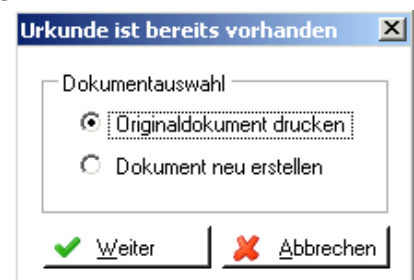 Urkunde ist bereits vorhanden
Dokumentauswahl
Originaldokument drucken
Dokument neu erstellen
Weiter Abbrechen